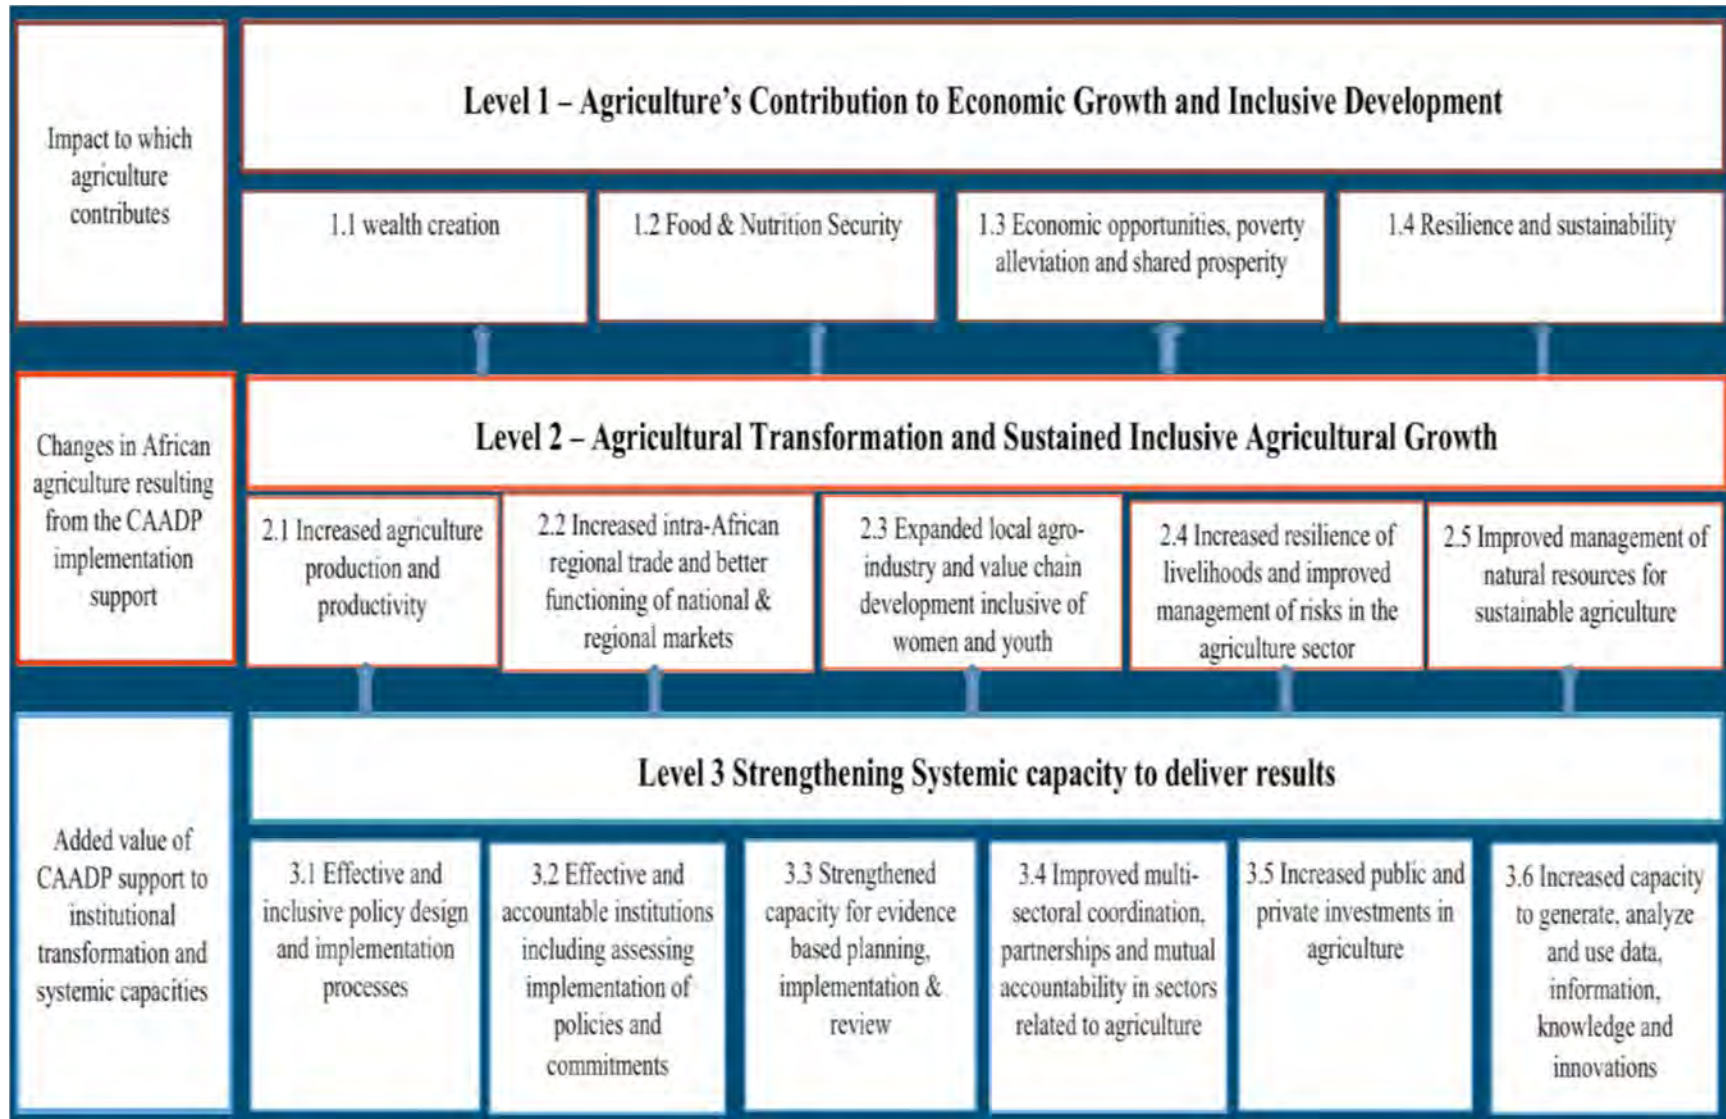 Impact to which
agriculture
contributes
Level 1 – Agriculture's Contribution to Economic Growth and Inclusive Development
1.1 wealth creation
1.2 Food & Nutrition Security
1.3 Economic opportunities, poverty
alleviation and shared prosperity
1.4 Resilience and sustainability
Changes in African
agriculture resulting
from the CAADP
implementation
support
Level 2 – Agricultural Transformation and Sustained Inclusive Agricultural Growth
2.1 Increased agriculture
production and
productivity
2.2 Increased intra-African
regional trade and better
functioning of national &
regional markets
2.3 Expanded local agro-
industry and value chain
development inclusive of
women and youth
2.4 Increased resilience of
livelihoods and improved
management of risks in the
agriculture sector
2.5 Improved management of
natural resources for
sustainable agriculture
Added value of
CAADP support to
institutional
transformation and
systemic capacities
Level 3 Strengthening Systemic capacity to deliver results
3.1 Effective and
inclusive policy design
and implementation
processes
3.2 Effective and
accountable institutions
including assessing
implementation of
policies and
commitments
3.3 Strengthened
capacity for evidence
based planning,
implementation &
review
3.4 Improved multi-
sectoral coordination,
partnerships and mutual
accountability in sectors
related to agriculture
3.5 Increased public and
private investments in
agriculture
3.6 Increased capacity
to generate, analyze
and use data,
information,
knowledge and
innovations